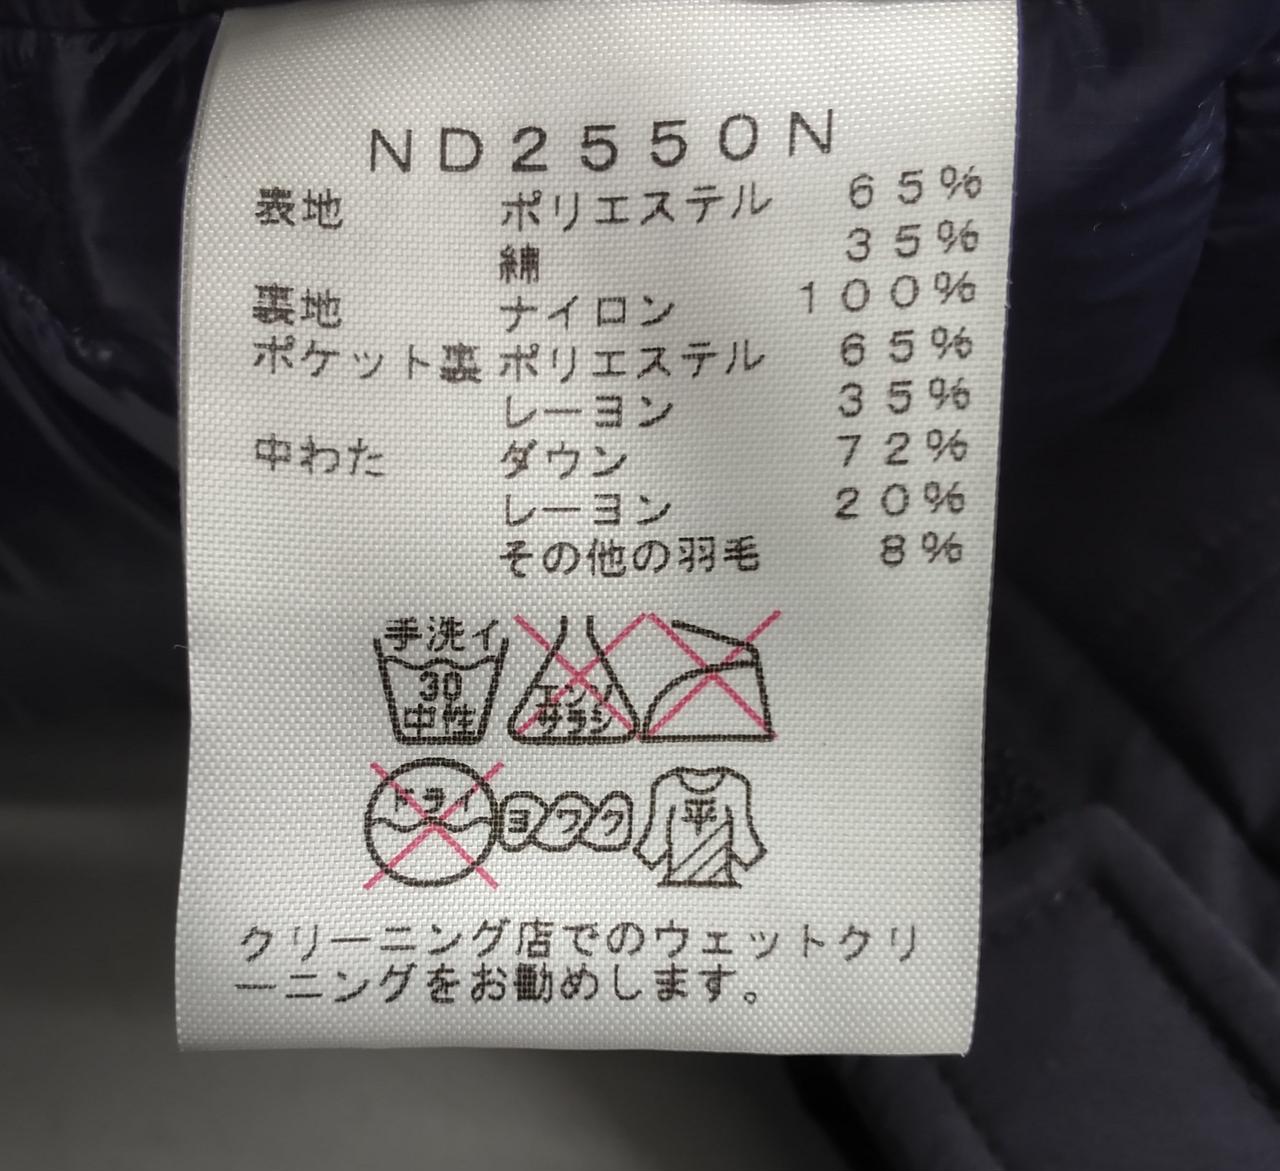 ND2550N
表地 ポリエステル 65%
綿 35%
裏地 ナイロン 100%
ポケット裏 ポリエステル 65%
レーヨン 35%
中わた ダウン 72%
レーヨン 20%
その他の羽毛 8%
手洗イ
30
中性
エンソ
サラシ
ドライ
ヨワク
平
クリーニング店でのウェットクリ
ーニングをお勧めします。